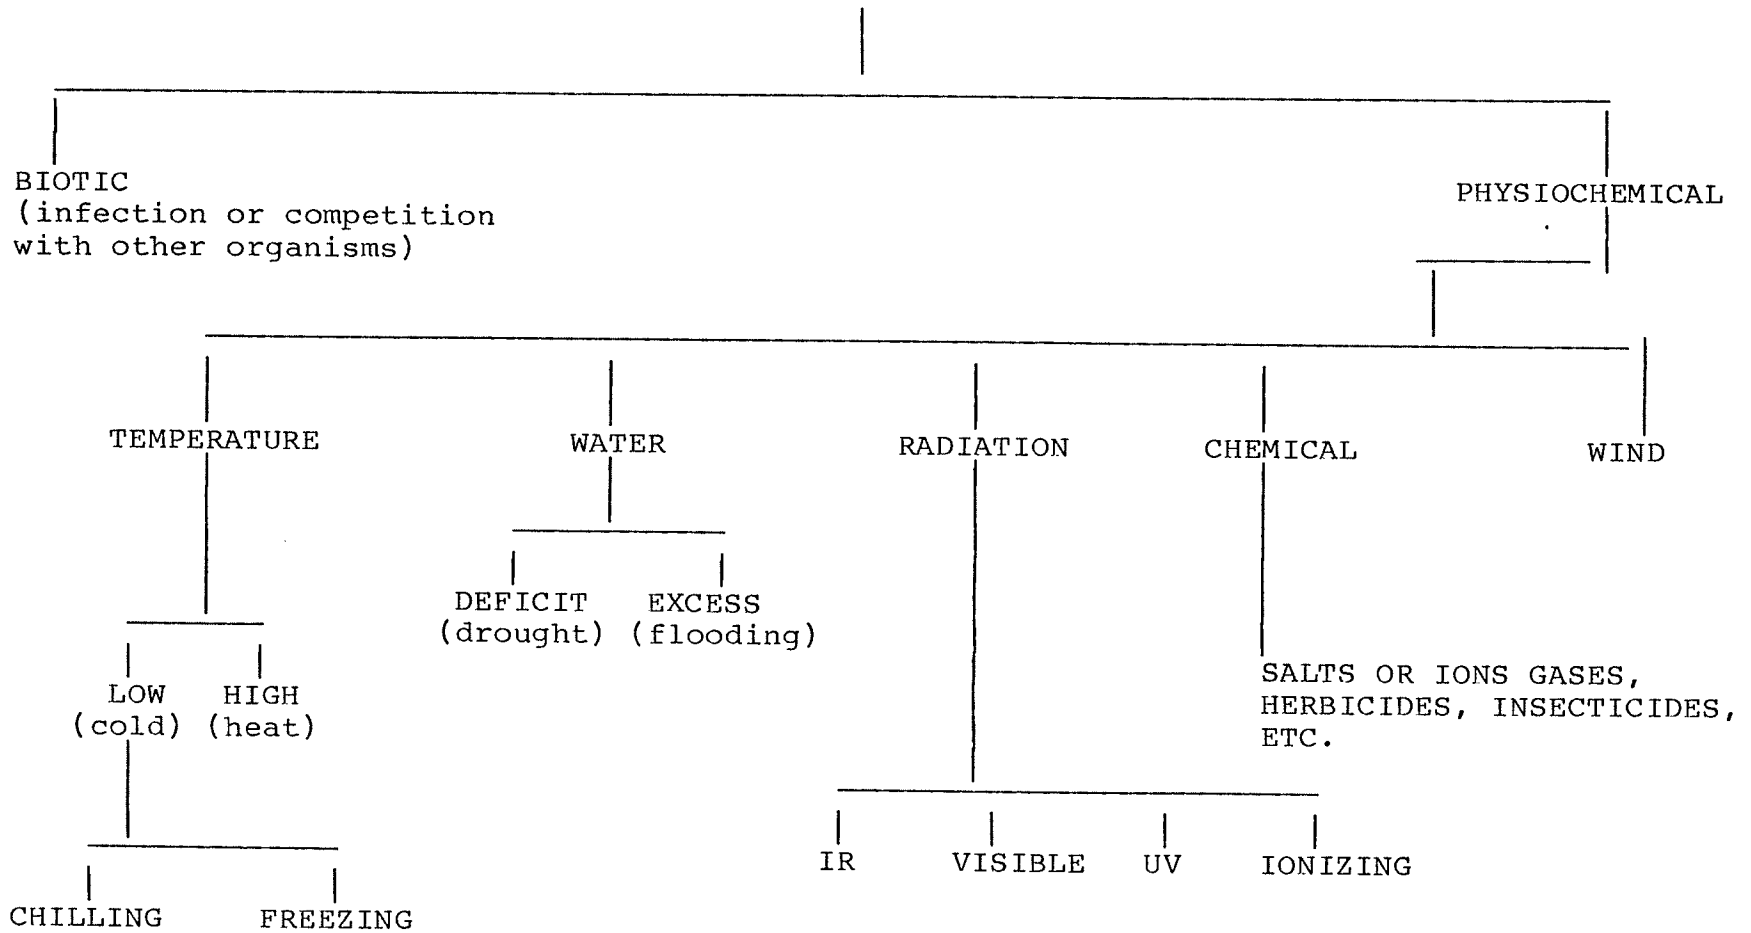 BIOTIC
(infection or competition
with other organisms)
PHYSIOCHEMICAL
TEMPERATURE
WATER
RADIATION
CHEMICAL
WIND
DEFICIT
(drought)
EXCESS
(flooding)
LOW
(cold)
HIGH
(heat)
SALTS OR IONS GASES,
HERBICIDES, INSECTICIDES,
ETC.
IR
VISIBLE
UV
IONIZING
CHILLING
FREEZING